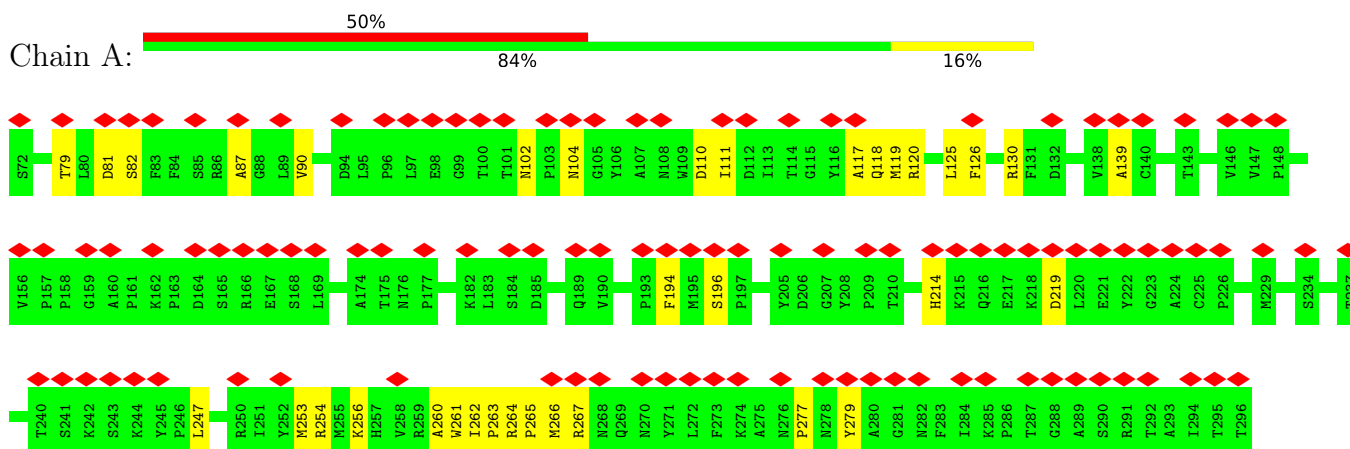 50%
Chain A:
84% 16%
S72 T79 L80 D81 S82 F83 F84 S85 R86 A87 G88 L89 V90 D94 L95 P96 L97 E98 G99 T100 T101 N102 P103 N104 G105 Y106 A107 N108 W109 D110 I111 D112 I113 T114 G115 Y116 A117 Q118 M119 R120 L125 F126 R130 F131 D132 V138 A139 C140 T143 V146 V147 P148
V156 P157 P158 G159 A160 P161 K162 P163 D164 S165 R166 E167 S168 L169 A174 T175 N176 P177 K182 L183 S184 D185 Q189 V190 P193 F194 M195 S196 P197 Y205 D206 G207 Y208 P209 T210 H214 K215 Q216 E217 K218 D219 L220 E221 Y222 G223 A224 C225 P226 M229 S234 T237
T240 S241 K242 S243 K244 Y245 P246 L247 R250 I251 Y252 M253 R254 M255 K256 H257 V258 R259 A260 W261 I262 P263 R264 P265 M266 R267 N268 Q269 N270 Y271 L272 F273 K274 A275 N276 P277 N278 Y279 A280 G281 N282 F283 I284 K285 P286 T287 G288 A289 S290 R291 T292 A293 I294 T295 T296